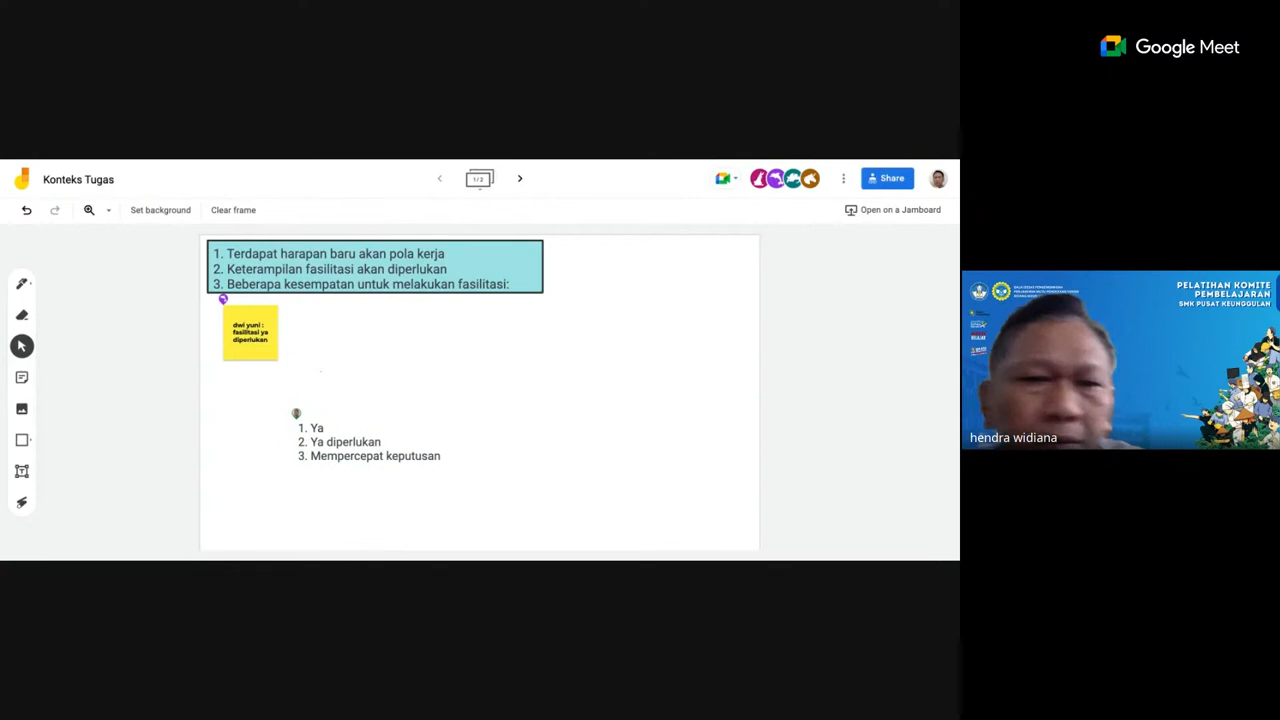 Google Meet
Konteks Tugas
1/2
Share
Set background
Clear frame
Open on a Jamboard
1. Terdapat harapan baru akan pola kerja
2. Keterampilan fasilitasi akan diperlukan
3. Beberapa kesempatan untuk melakukan fasilitasi:
dwi yuni :
fasilitasi ya
diperlukan
1. Ya
2. Ya diperlukan
3. Mempercepat keputusan
PELATIHAN KOMITE
PEMBELAJARAN
SMK PUSAT KEUNGGULAN
hendra widiana